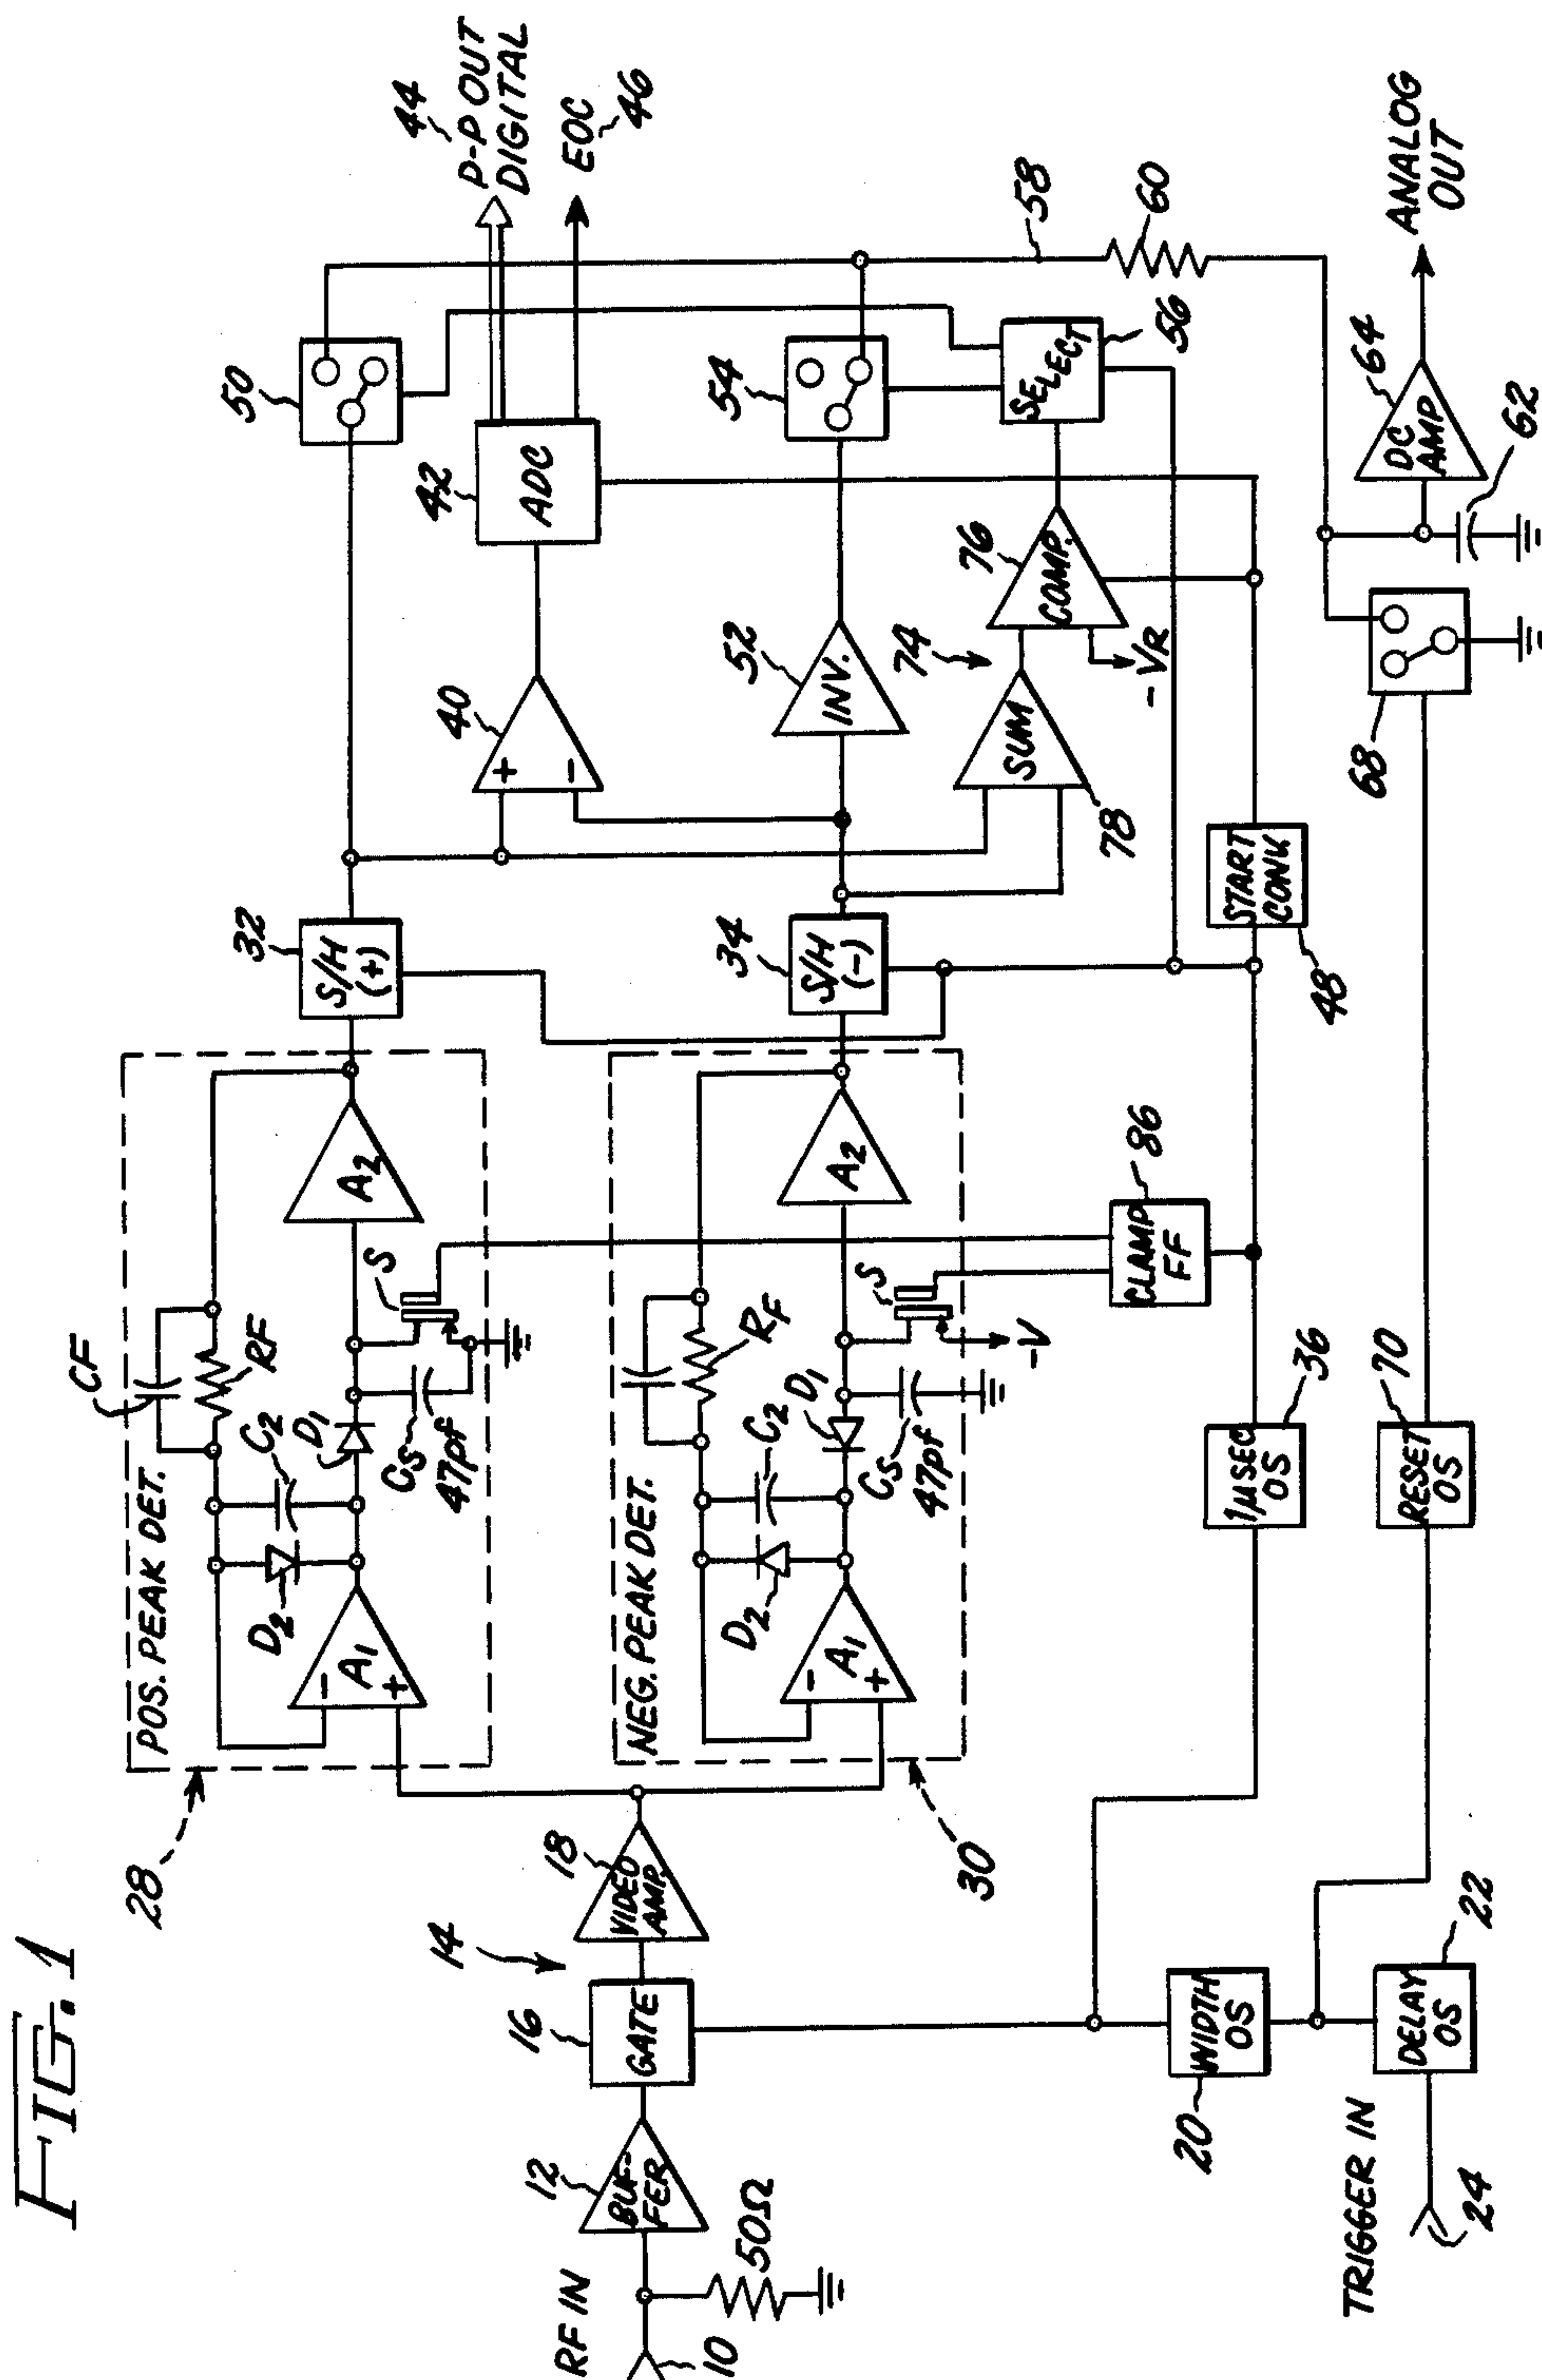 FIG. 1
RF IN
10
50Ω
12
BUF-
FER
14
16
GATE
18
VIDEO
AMP.
28
POS. PEAK DET.
A1
-
+
D2
C2
CF
RF
D1
CS
47pf
S
A2
30
NEG. PEAK DET.
A1
-
+
D2
C2
RF
D1
CS
47pf
S
-V
A2
32
S/H
(+)
34
S/H
(-)
40
+
-
42
ADC
44
P-P OUT
DIGITAL
EOC
46
50
52
INV.
54
SELECT
56
58
60
74
SUM
78
76
COMP.
-VR
START
CONV
48
CLAMP
FF
86
1µSEC
OS
36
RESET
OS
70
68
62
DC
AMP
64
ANALOG
OUT
WIDTH
OS
20
DELAY
OS
22
TRIGGER IN
24